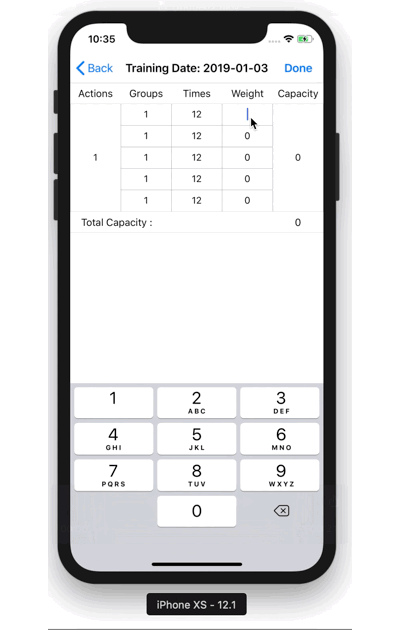 10:35
Back Training Date: 2019-01-03 Done
Actions Groups Times Weight Capacity
1 12
1 12 0
1 1 12 0 0
1 12 0
1 12 0
Total Capacity : 0
1 2 3
ABC DEF
4 5 6
GHI JKL MNO
7 8 9
PQRS TUV WXYZ
0
iPhone XS - 12.1